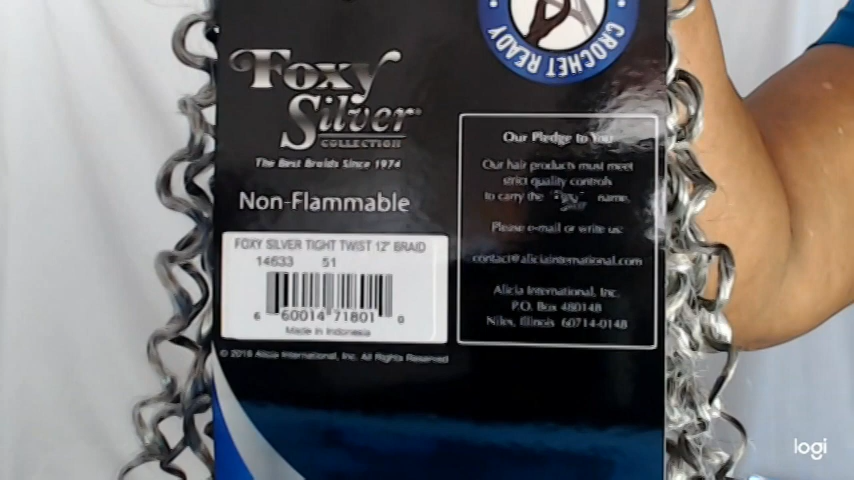 CROCHET READY
Foxy
Silver
COLLECTION
The Best Braids Since 1974
Non-Flammable
FOXY SILVER TIGHT TWIST 12" BRAID
14633 51
6 60014 71801 0
Made in Indonesia
© 2016 Alicia International, Inc. All Rights Reserved
Our Pledge to You
Our hair products must meet
strict quality controls
to carry the Foxy Silver name.
Please e-mail or write us:
contact@aliciainternational.com
Alicia International, Inc.
P.O. Box 480148
Niles, Illinois 60714-0148
logi